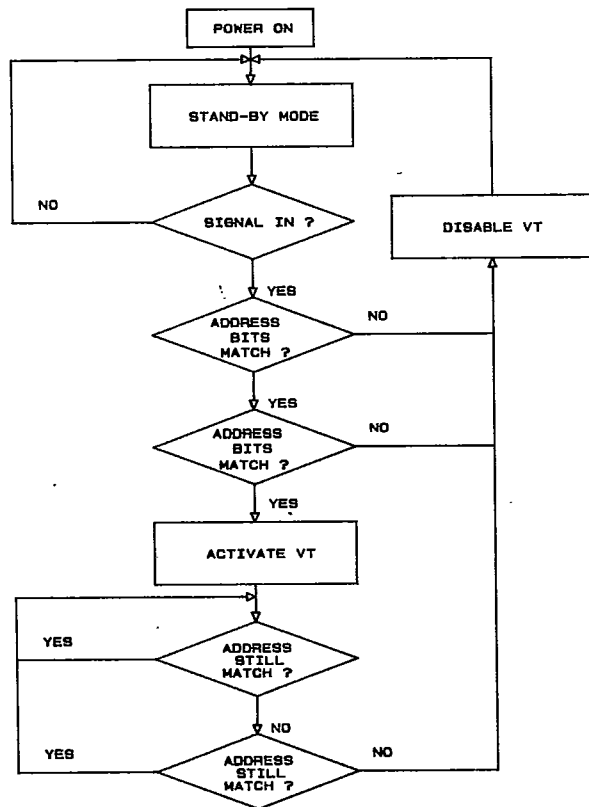 POWER ON
STAND-BY MODE
NO
SIGNAL IN ?
DISABLE VT
YES
ADDRESS
BITS
MATCH ?
NO
YES
ADDRESS
BITS
MATCH ?
NO
YES
ACTIVATE VT
YES
ADDRESS
STILL
MATCH ?
NO
YES
ADDRESS
STILL
MATCH ?
NO